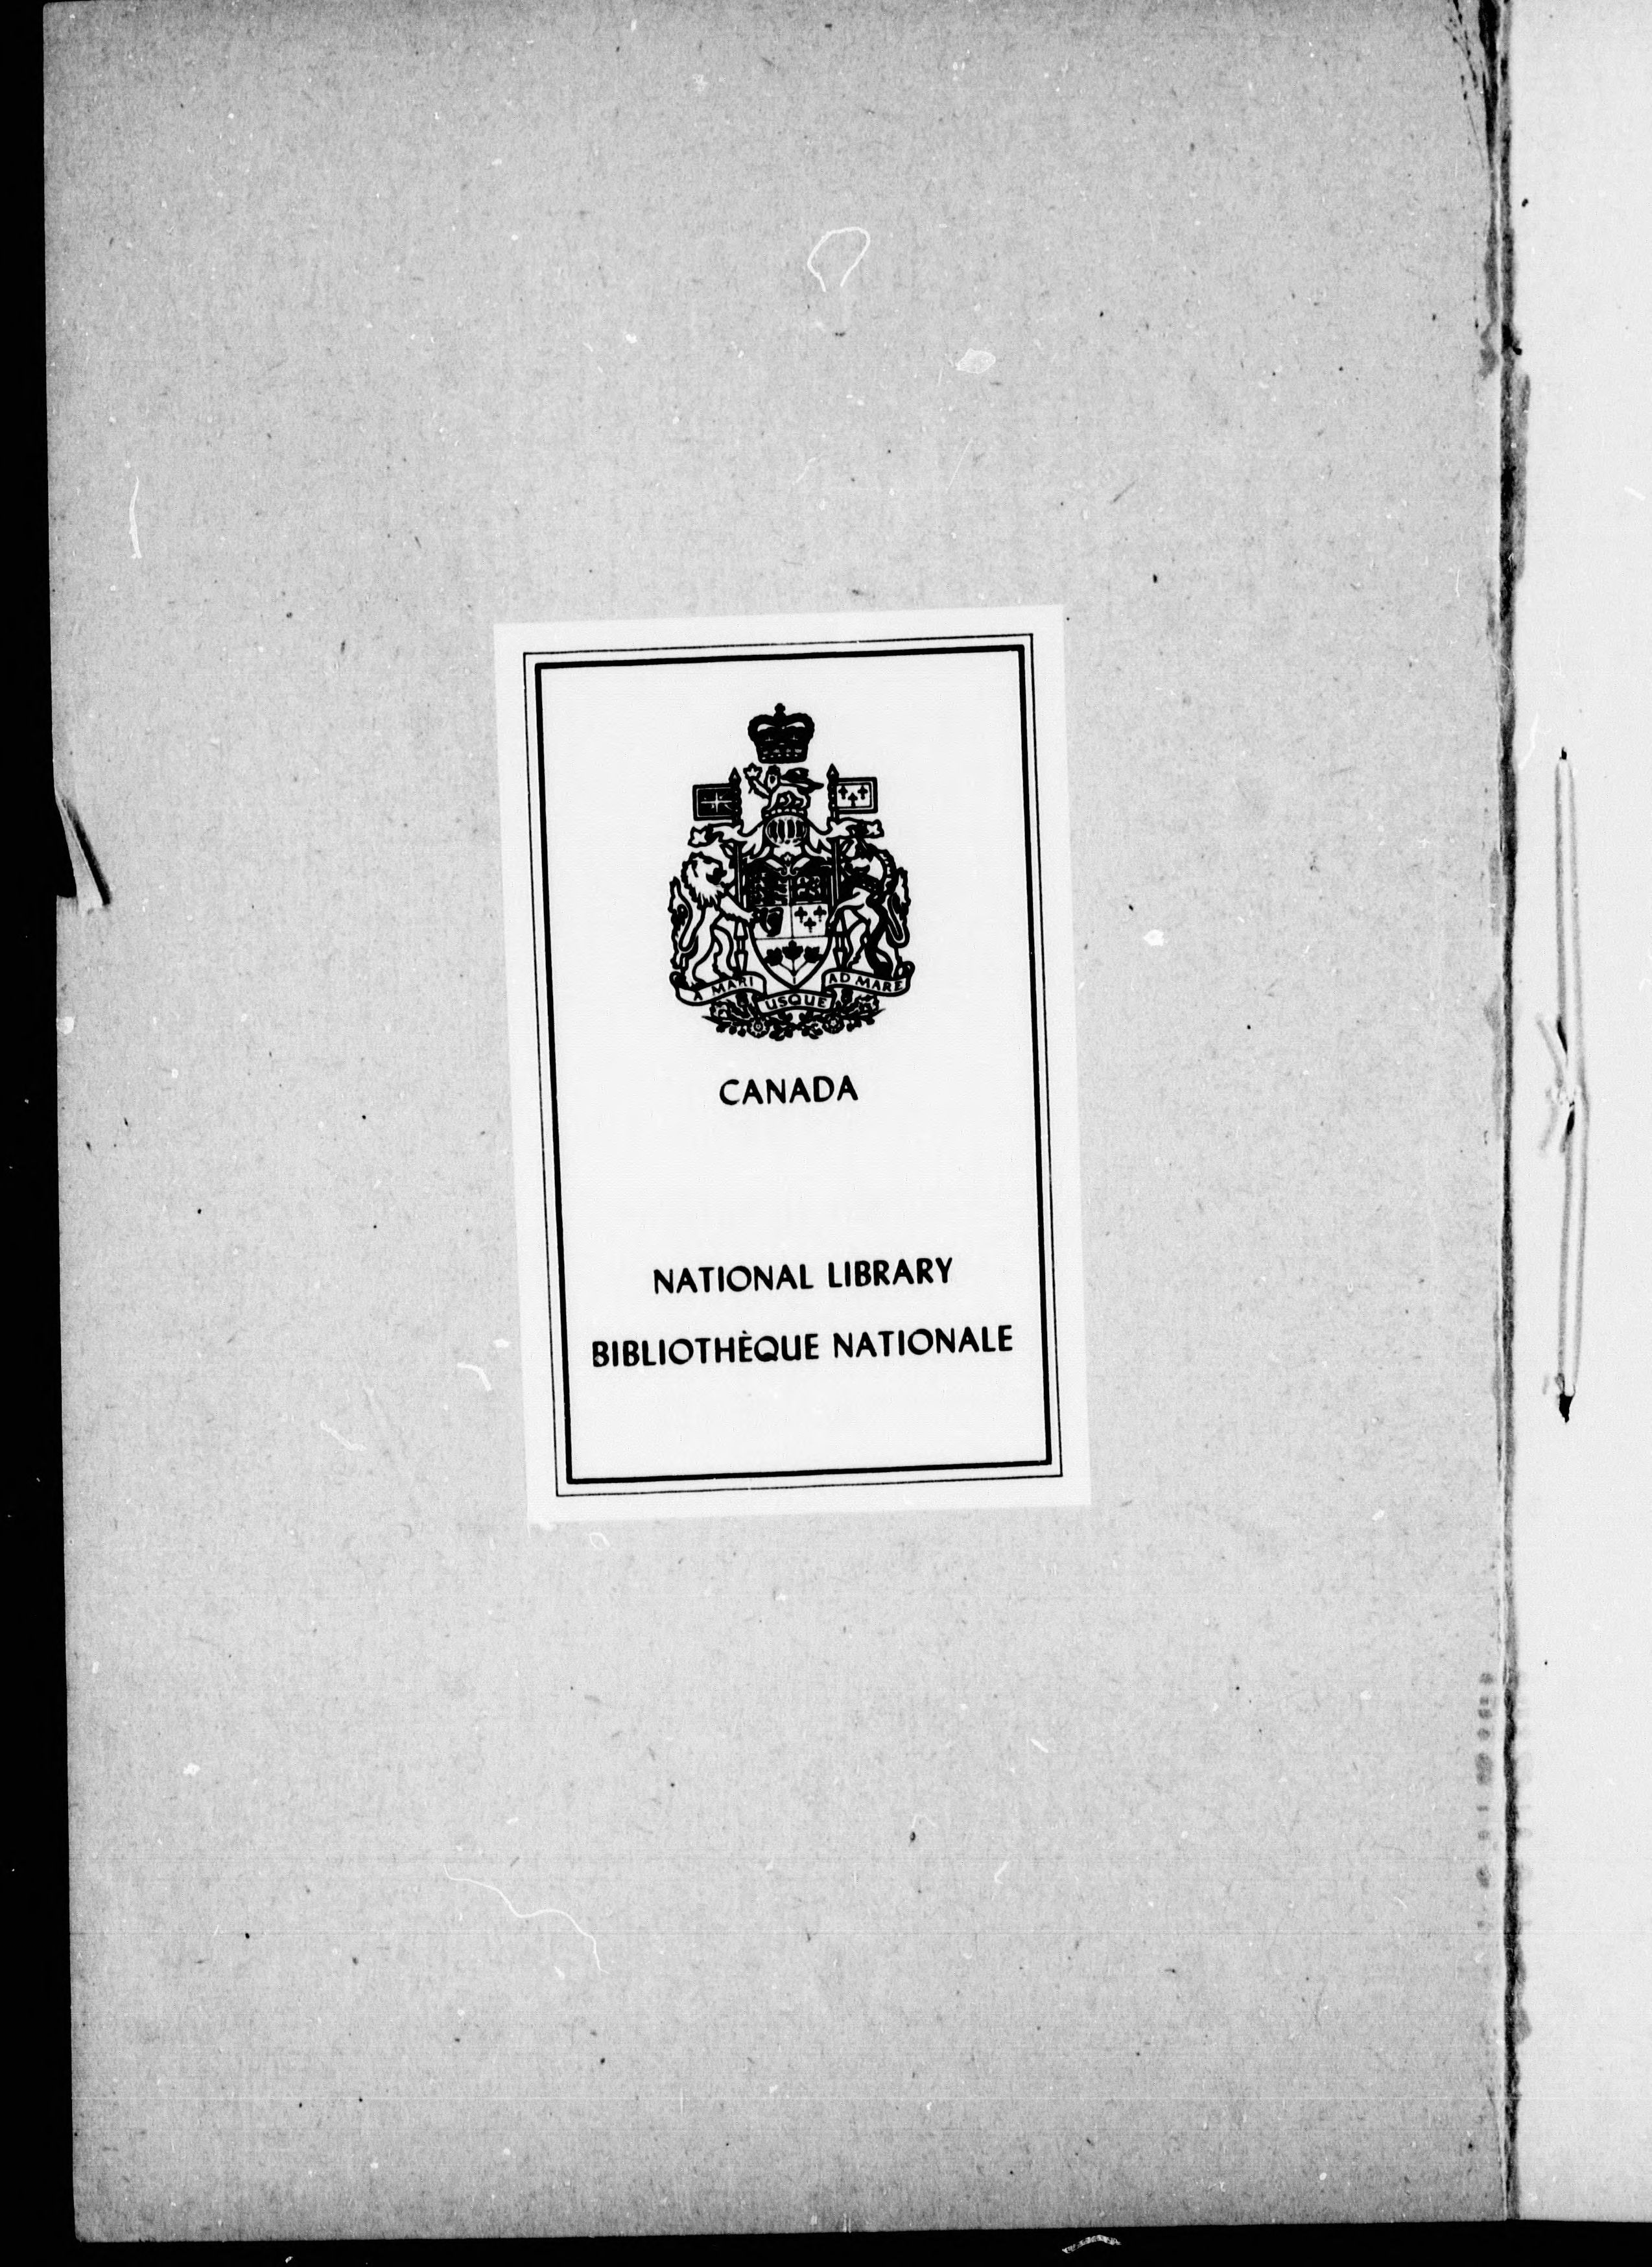 A MARI USQUE AD MARE
CANADA
NATIONAL LIBRARY
BIBLIOTHÈQUE NATIONALE